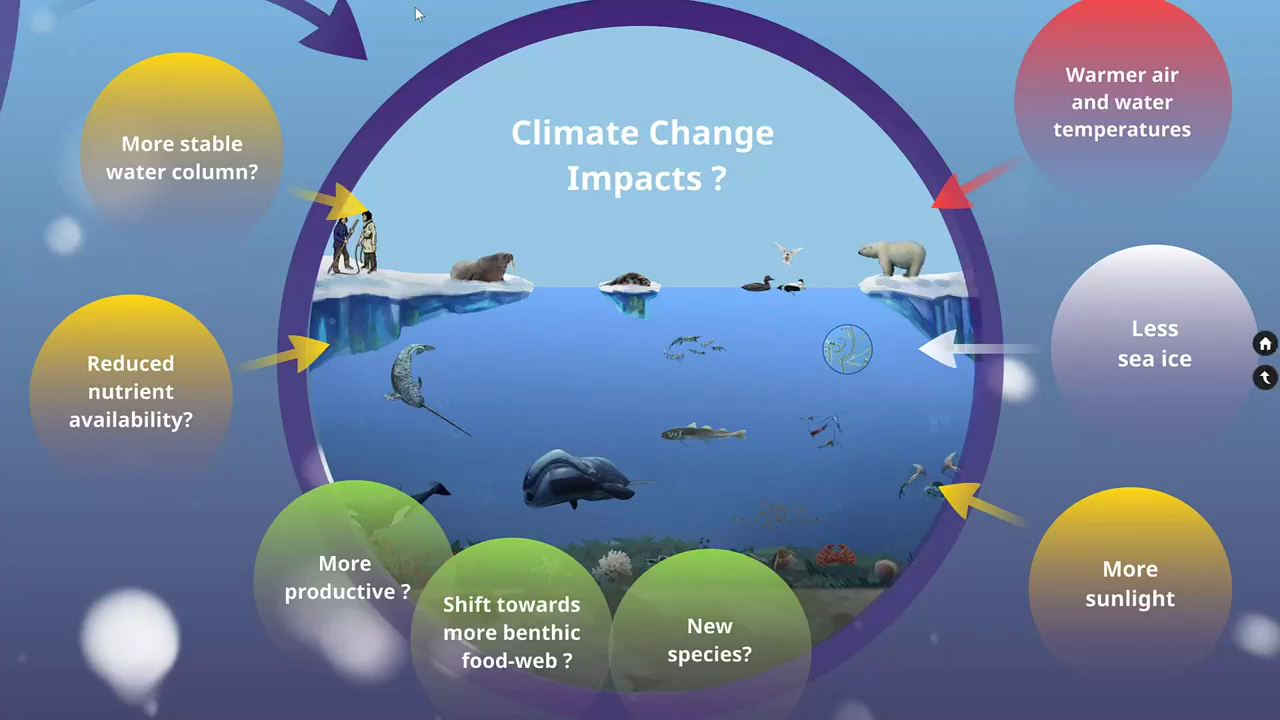 Climate Change
Impacts ?
More stable
water column?
Reduced
nutrient
availability?
More
productive ?
Shift towards
more benthic
food-web ?
New
species?
Warmer air
and water
temperatures
Less
sea ice
More
sunlight